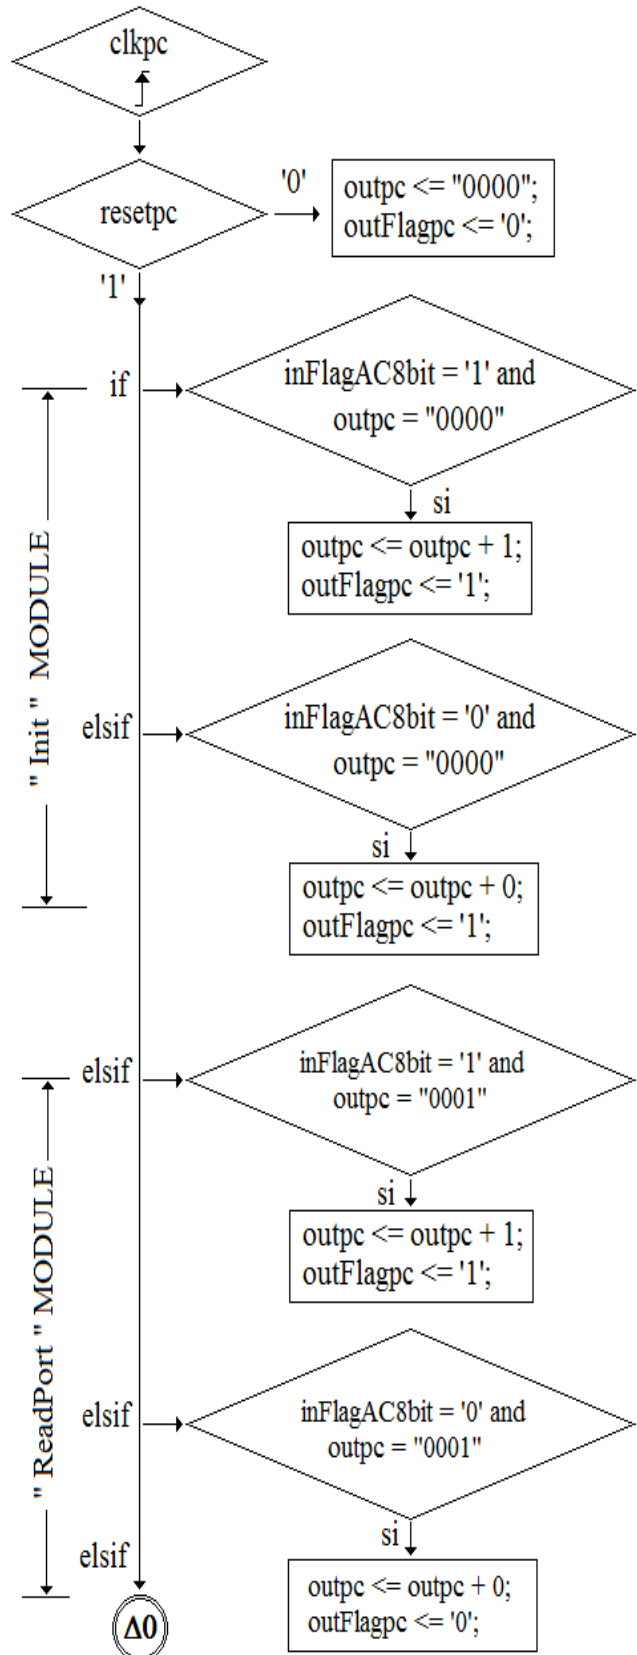 clkpc
resetpc
'0'
outpc <= "0000";
outFlagpc <= '0';
'1'
if
inFlagAC8bit = '1' and
outpc = "0000"
si
outpc <= outpc + 1;
outFlagpc <= '1';
" Init " MODULE
elsif
inFlagAC8bit = '0' and
outpc = "0000"
si
outpc <= outpc + 0;
outFlagpc <= '1';
elsif
inFlagAC8bit = '1' and
outpc = "0001"
si
outpc <= outpc + 1;
outFlagpc <= '1';
" ReadPort " MODULE
elsif
inFlagAC8bit = '0' and
outpc = "0001"
si
outpc <= outpc + 0;
outFlagpc <= '0';
elsif
Δ0